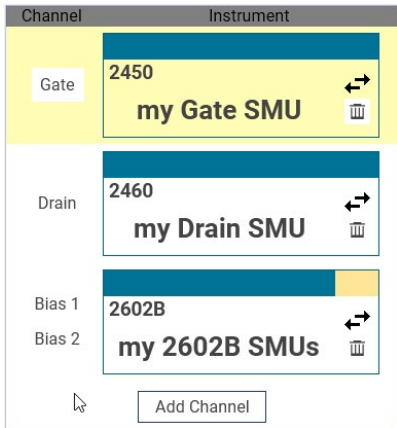 Channel Instrument
Gate
2450
my Gate SMU
Drain
2460
my Drain SMU
Bias 1
Bias 2
2602B
my 2602B SMUs
Add Channel